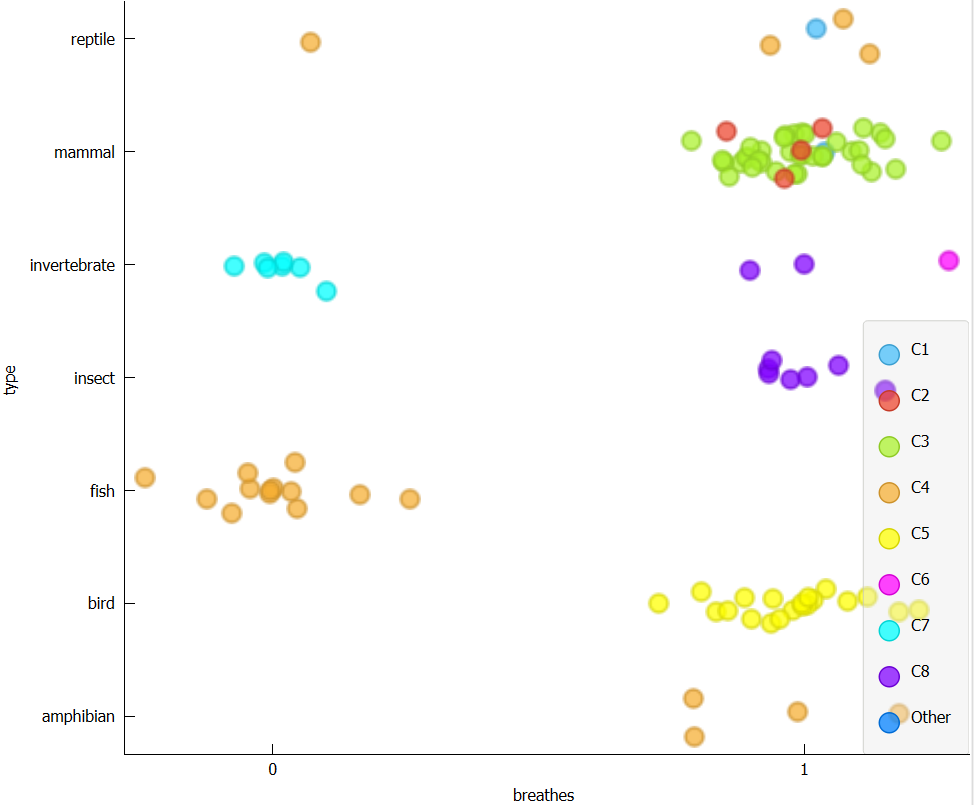 reptile
mammal
invertebrate
insect
fish
bird
amphibian
type
0
1
breathes
C1
C2
C3
C4
C5
C6
C7
C8
Other